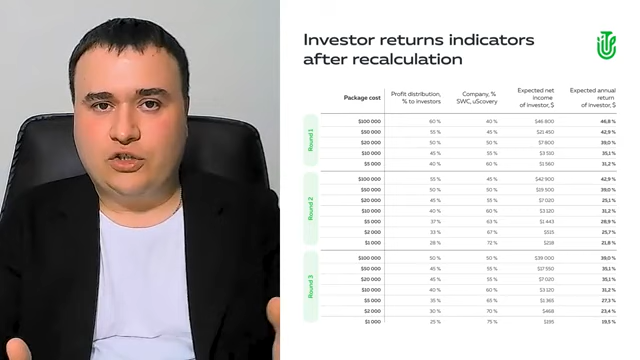 Investor returns indicators
after recalculation
Package cost
Profit distribution,
% to investors
Company, %
SWC, uScovery
Expected net
income
of investor, $
Expected annual
return
of investor, $
Round 1
$100 000 60 % 40 % $46 800 46,8 %
$50 000 55 % 45 % $21 450 42,9 %
$20 000 50 % 50 % $7 800 39,0 %
$10 000 45 % 55 % $3 510 35,1 %
$5 000 40 % 60 % $1 560 31,2 %
Round 2
$100 000 55 % 45 % $42 900 42,9 %
$50 000 50 % 50 % $19 500 39,0 %
$20 000 45 % 55 % $7 020 25,1 %
$10 000 40 % 60 % $3 120 31,2 %
$5 000 37 % 63 % $1 443 28,9 %
$2 000 33 % 67 % $515 25,7 %
$1 000 28 % 72 % $218 21,8 %
Round 3
$100 000 50 % 50 % $39 000 39,0 %
$50 000 45 % 55 % $17 550 35,1 %
$20 000 45 % 55 % $7 020 35,1 %
$10 000 40 % 60 % $3 120 31,2 %
$5 000 35 % 65 % $1 365 27,3 %
$2 000 30 % 70 % $468 23,4 %
$1 000 25 % 75 % $195 19,5 %